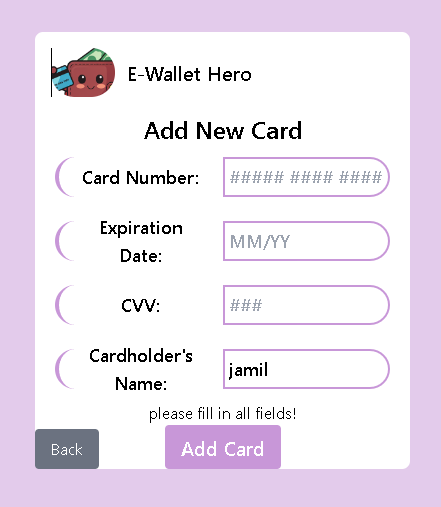 E-Wallet Hero
Add New Card
Card Number: ##### #### ####
Expiration
Date:
MM/YY
CVV: ###
Cardholder's
Name:
jamil
please fill in all fields!
Back Add Card